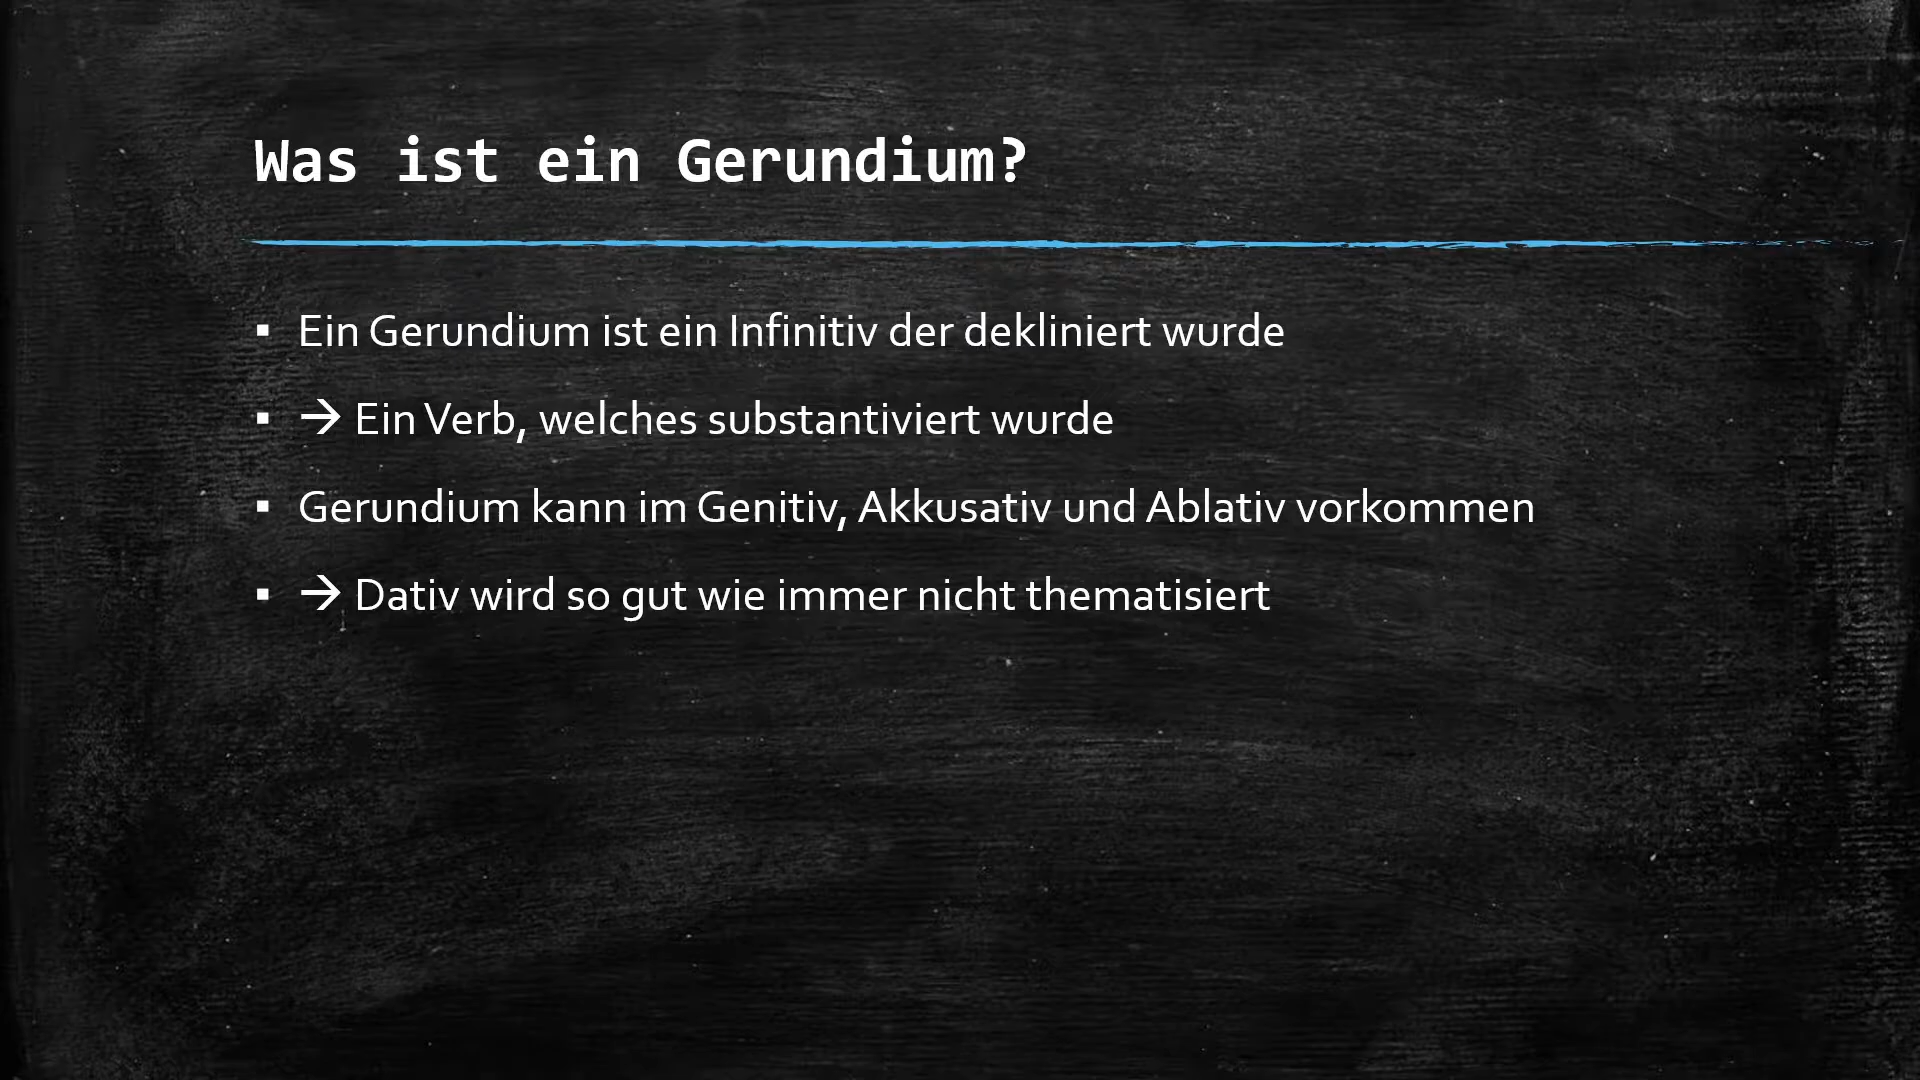 Was ist ein Gerundium?
▪ Ein Gerundium ist ein Infinitiv der dekliniert wurde
▪ → Ein Verb, welches substantiviert wurde
▪ Gerundium kann im Genitiv, Akkusativ und Ablativ vorkommen
▪ → Dativ wird so gut wie immer nicht thematisiert